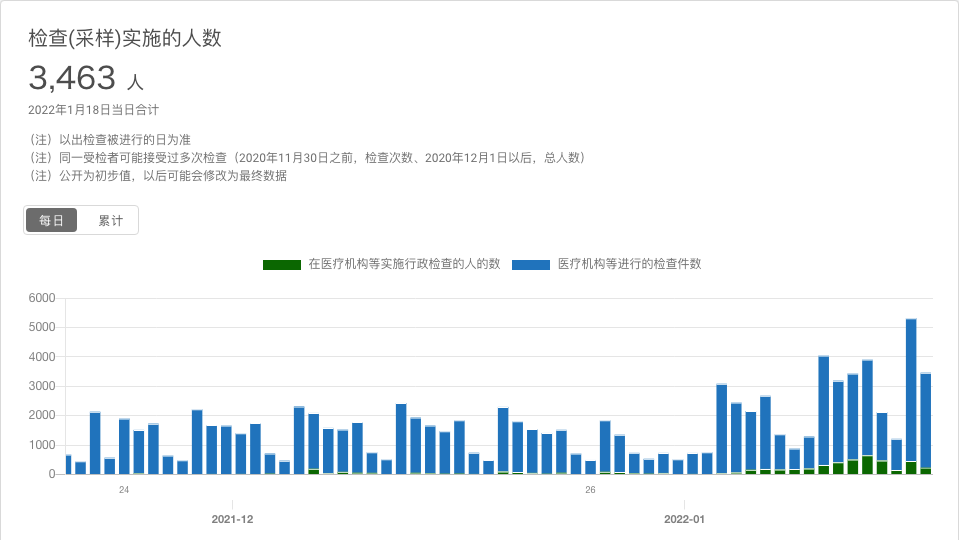 检查(采样)实施的人数
3,463 人
2022年1月18日当日合计
（注）以出检查被进行的日为准
（注）同一受检者可能接受过多次检查（2020年11月30日之前，检查次数、2020年12月1日以后，总人数）
（注）公开为初步值，以后可能会修改为最终数据
每日 累计
在医疗机构等实施行政检查的人的数 医疗机构等进行的检查件数
6000
5000
4000
3000
2000
1000
0
24 26
2021-12 2022-01